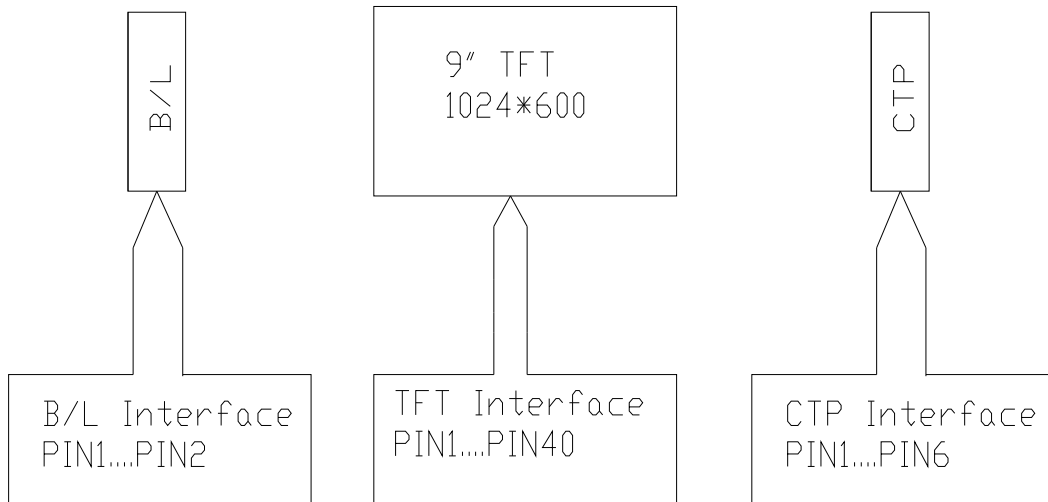 B/L
9″ TFT
1024*600
CTP
B/L Interface
PIN1....PIN2
TFT Interface
PIN1....PIN40
CTP Interface
PIN1....PIN6